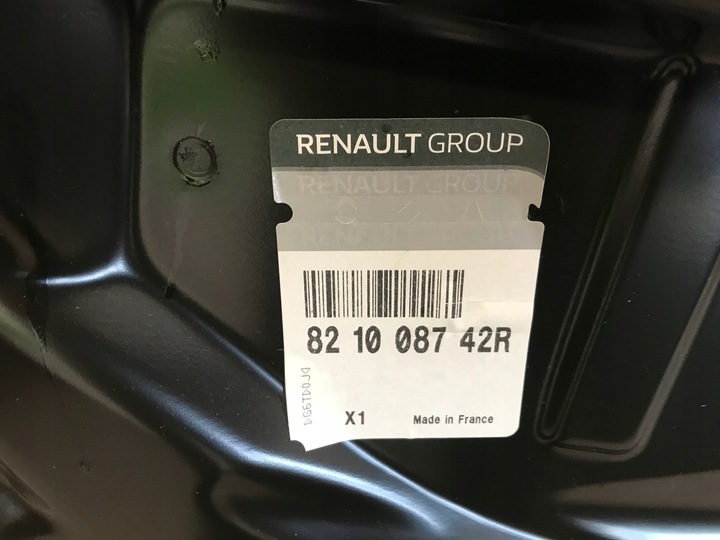 RENAULT GROUP
RENAULT GROUP
82 10 087 42R
X1
Made in France